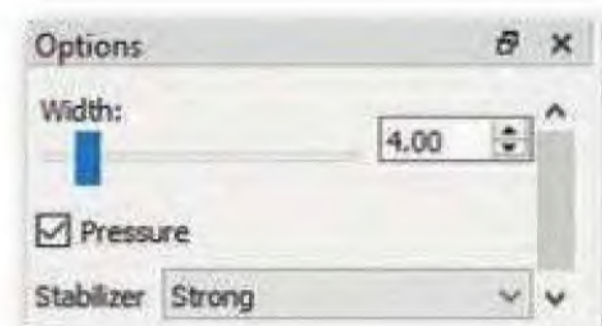 Options
Width:
4.00
Pressure
Stabilizer Strong